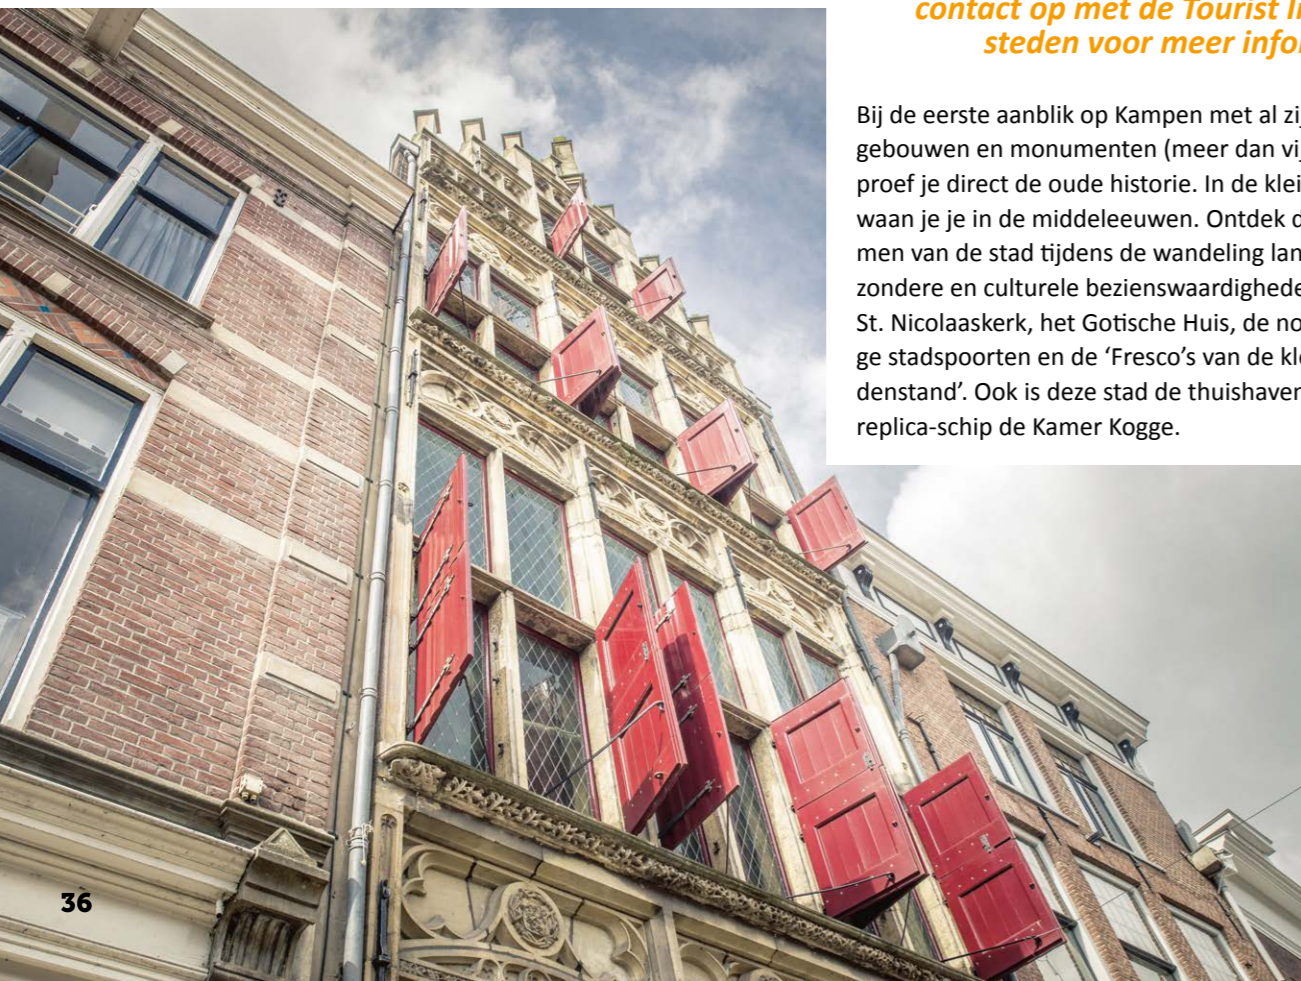 contact op met de Tourist I
steden voor meer infor
Bij de eerste aanblik op Kampen met al zij
gebouwen en monumenten (meer dan vij
proef je direct de oude historie. In de klei
waan je je in de middeleeuwen. Ontdek d
men van de stad tijdens de wandeling lan
zondere en culturele bezienswaardighede
St. Nicolaaskerk, het Gotische Huis, de no
ge stadspoorten en de ‘Fresco’s van de kle
denstand’. Ook is deze stad de thuishaven
replica-schip de Kamer Kogge.
36